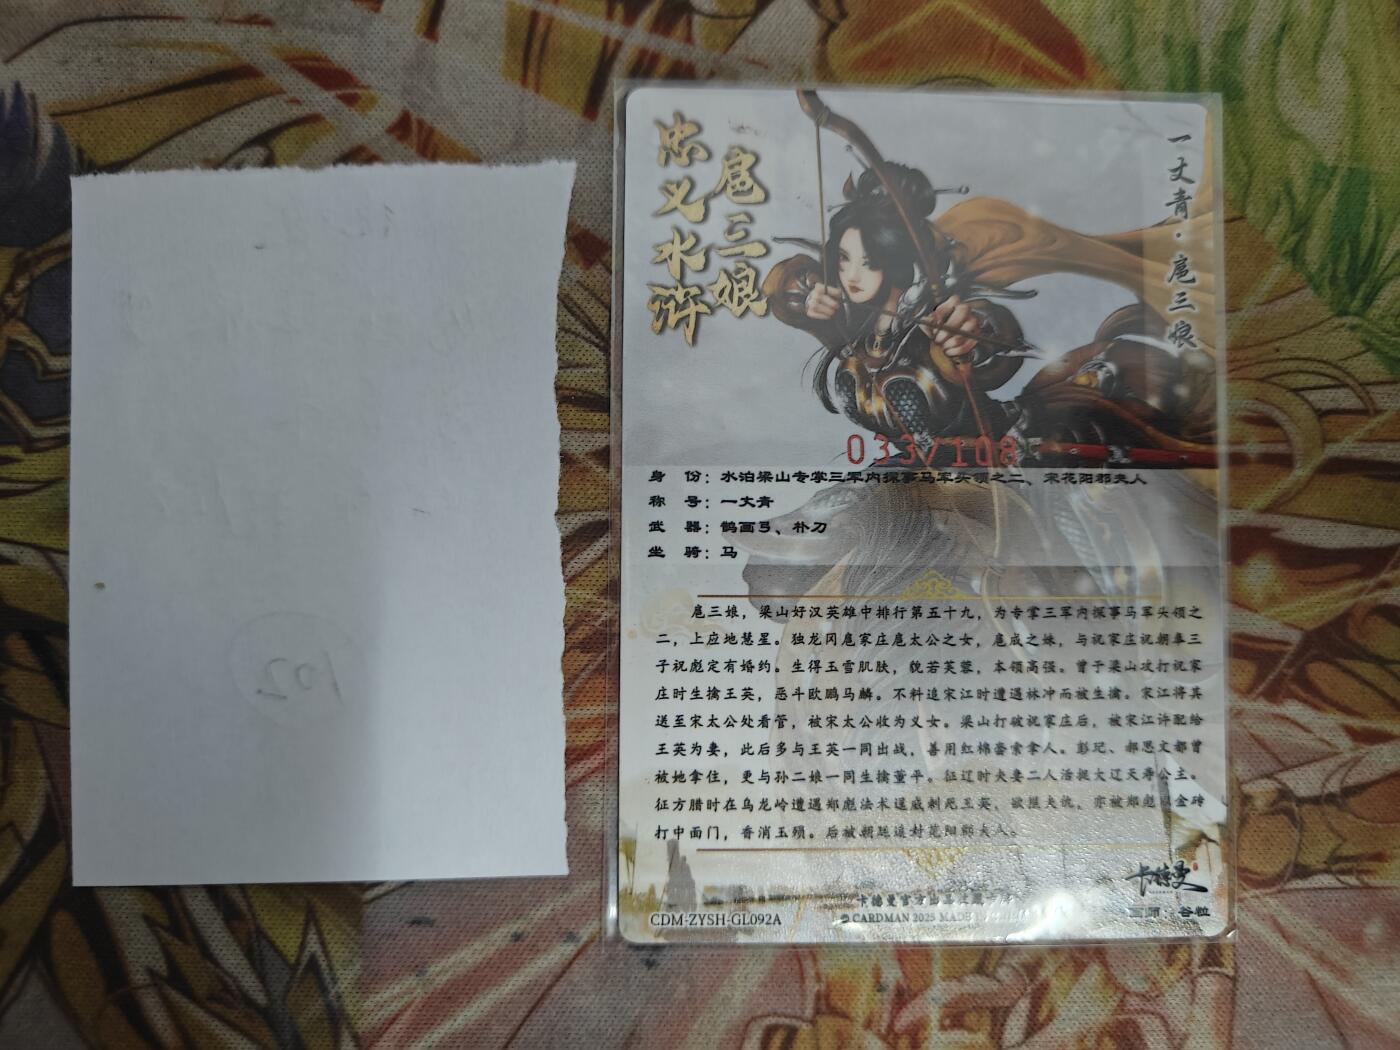 忠义水浒
扈三娘
一丈青·扈三娘
033/108
身 份：水泊梁山专掌三军内探事马军头领之二、宋花阳郡夫人
称 号：一丈青
武 器：鹊画弓、朴刀
坐 骑：马
扈三娘，梁山好汉英雄中排行第五十九，为专掌三军内探事马军头领之
二，上应地慧星。独龙冈扈家庄扈太公之女，扈成之妹，与祝家庄祝朝奉三
子祝彪定有婚约。生得玉雪肌肤，貌若芙蓉，本领高强。曾于梁山攻打祝家
庄时生擒王英，恶斗欧鹏马麟。不料追宋江时遭遇林冲而被生擒。宋江将其
送至宋太公处看管，被宋太公收为义女。梁山打破祝家庄后，被宋江许配给
王英为妻，此后多与王英一同出战，善用红棉套索拿人。彭玘、郝思文都曾
被她拿住，更与孙二娘一同生擒董平。征辽时夫妻二人活捉大辽天寿公主。
征方腊时在乌龙岭遭遇郑彪法术逞威刺死王英，欲报夫仇，亦被郑彪以金砖
打中面门，香消玉殒。后被朝廷追封花阳郡夫人。
卡德曼
卡德曼官方出品
CDM-ZYSH-GL092A
© CARDMAN 2025 MADE
画师：谷粒
102